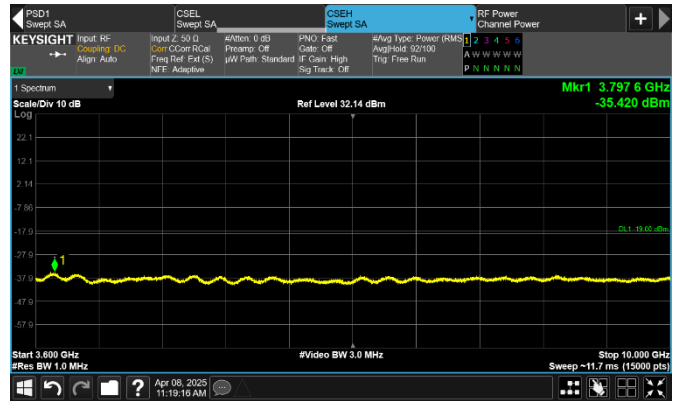 PSD1
Swept SA
CSEL
Swept SA
CSEH
Swept SA
RF Power
Channel Power
KEYSIGHT
Input: RF
Coupling: DC
Align: Auto
Input Z: 50 Ω
Corr CCorr RCal
Freq Ref: Ext (S)
NFE: Adaptive
#Atten: 0 dB
Preamp: Off
µW Path: Standard
PNO: Fast
Gate: Off
IF Gain: High
Sig Track: Off
#Avg Type: Power (RMS)
Avg|Hold: 92/100
Trig: Free Run
1 2 3 4 5 6
A W W W W W
P N N N N N
1 Spectrum
Scale/Div 10 dB
Log
Ref Level 32.14 dBm
Mkr1 3.797 6 GHz
-35.420 dBm
22.1
12.1
2.14
-7.86
-17.9
DL1 -19.00 dBm
-27.9
1
-37.9
-47.9
-57.9
Start 3.600 GHz
#Res BW 1.0 MHz
#Video BW 3.0 MHz
Stop 10.000 GHz
Sweep ~11.7 ms (15000 pts)
?
Apr 08, 2025
11:19:16 AM